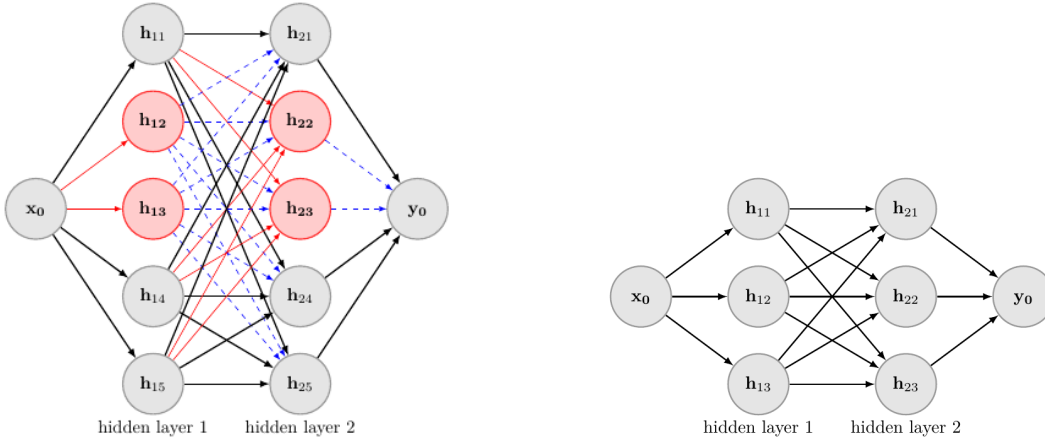 h₁₁ h₂₁
h₁₂ h₂₂
x₀ h₁₃ h₂₃ y₀
h₁₄ h₂₄
h₁₅ h₂₅
hidden layer 1 hidden layer 2
h₁₁ h₂₁
x₀ h₁₂ h₂₂ y₀
h₁₃ h₂₃
hidden layer 1 hidden layer 2